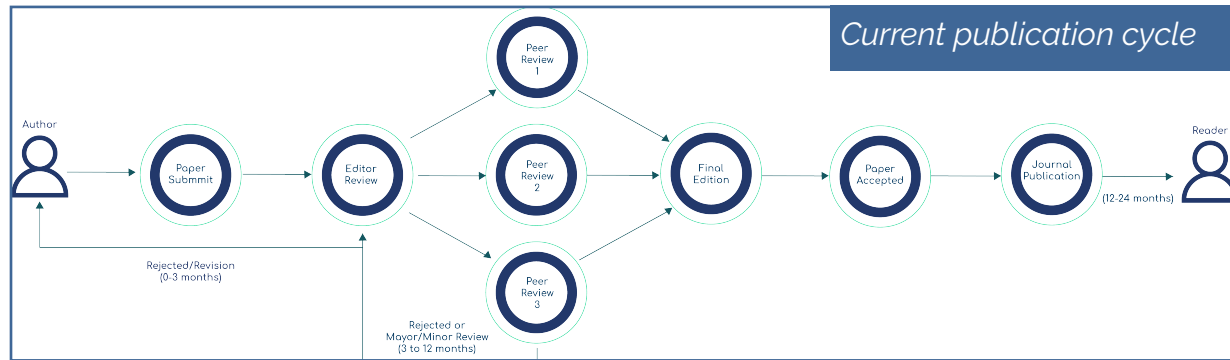 Current publication cycle
Author
Paper
Submmit
Editor
Review
Peer
Review
1
Peer
Review
2
Peer
Review
3
Final
Edition
Paper
Accepted
Journal
Publication
Reader
(12-24 months)
Rejected/Revision
(0-3 months)
Rejected or
Mayor/Minor Review
(3 to 12 months)